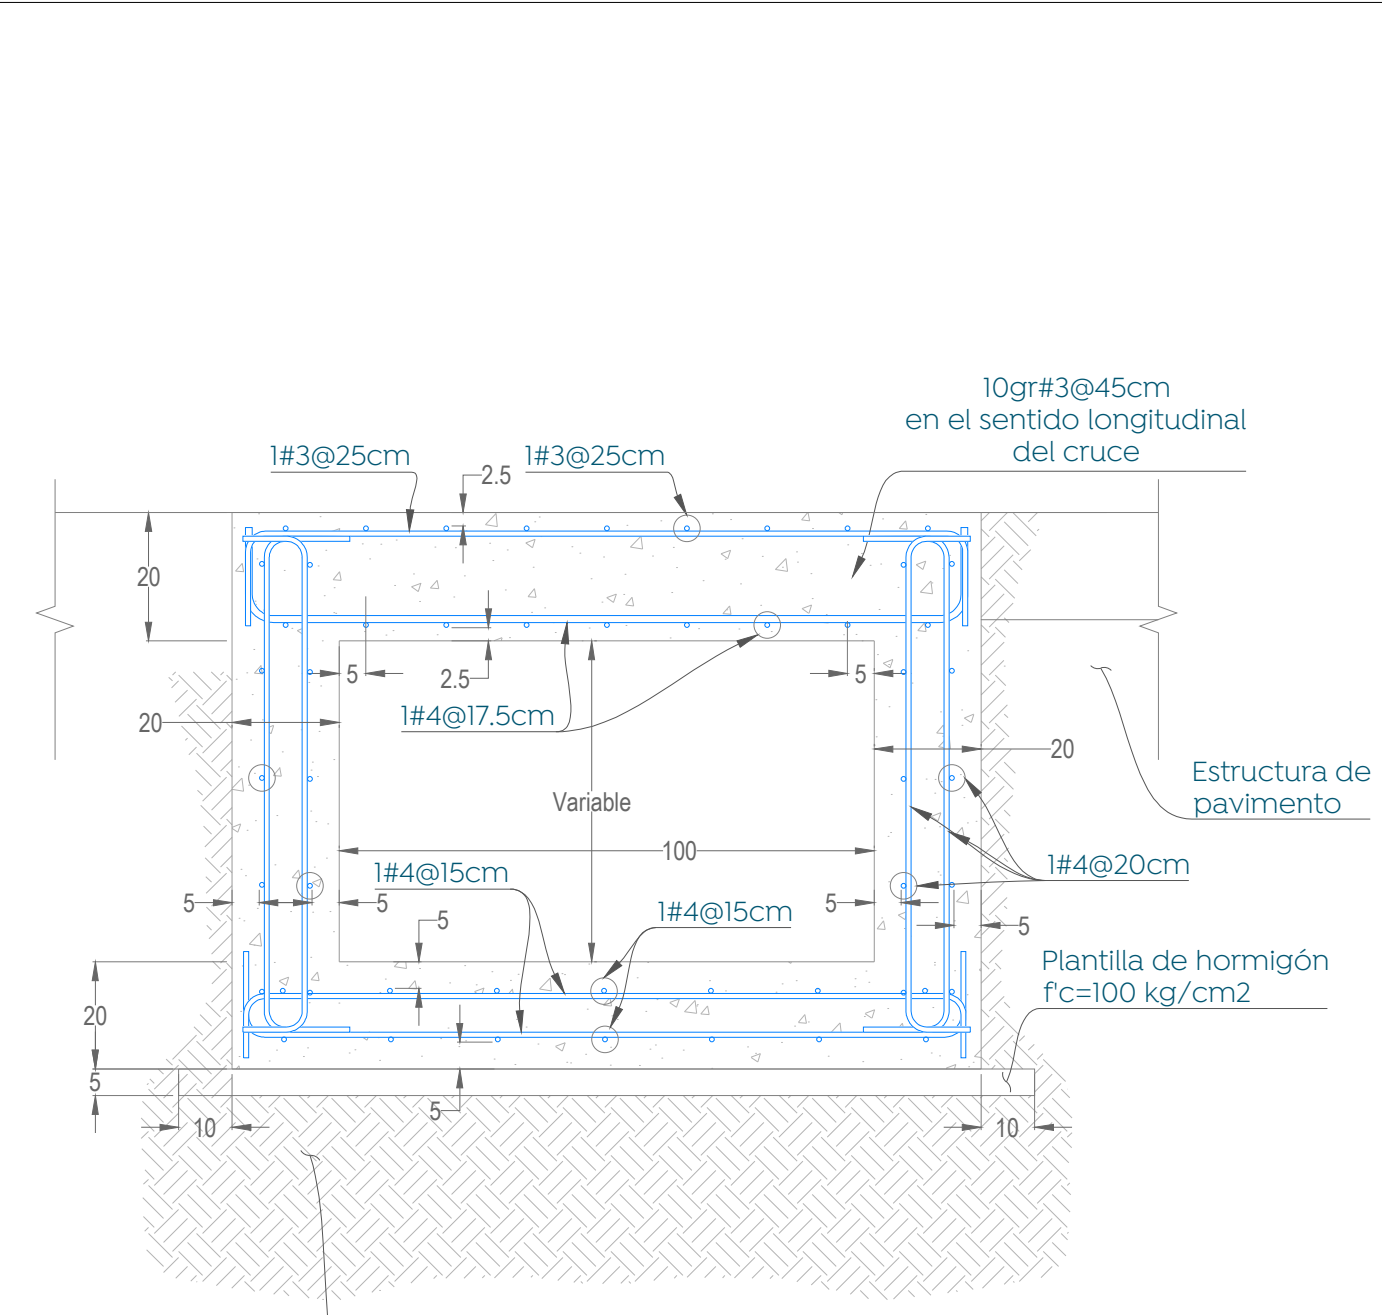 10gr#3@45cm
en el sentido longitudinal
del cruce
1#3@25cm
1#3@25cm
2.5
20
5
2.5
5
1#4@17.5cm
20
20
Estructura de
pavimento
Variable
100
1#4@15cm
1#4@20cm
5
5
5
1#4@15cm
5
5
Plantilla de hormigón
f'c=100 kg/cm2
20
5
5
10
10